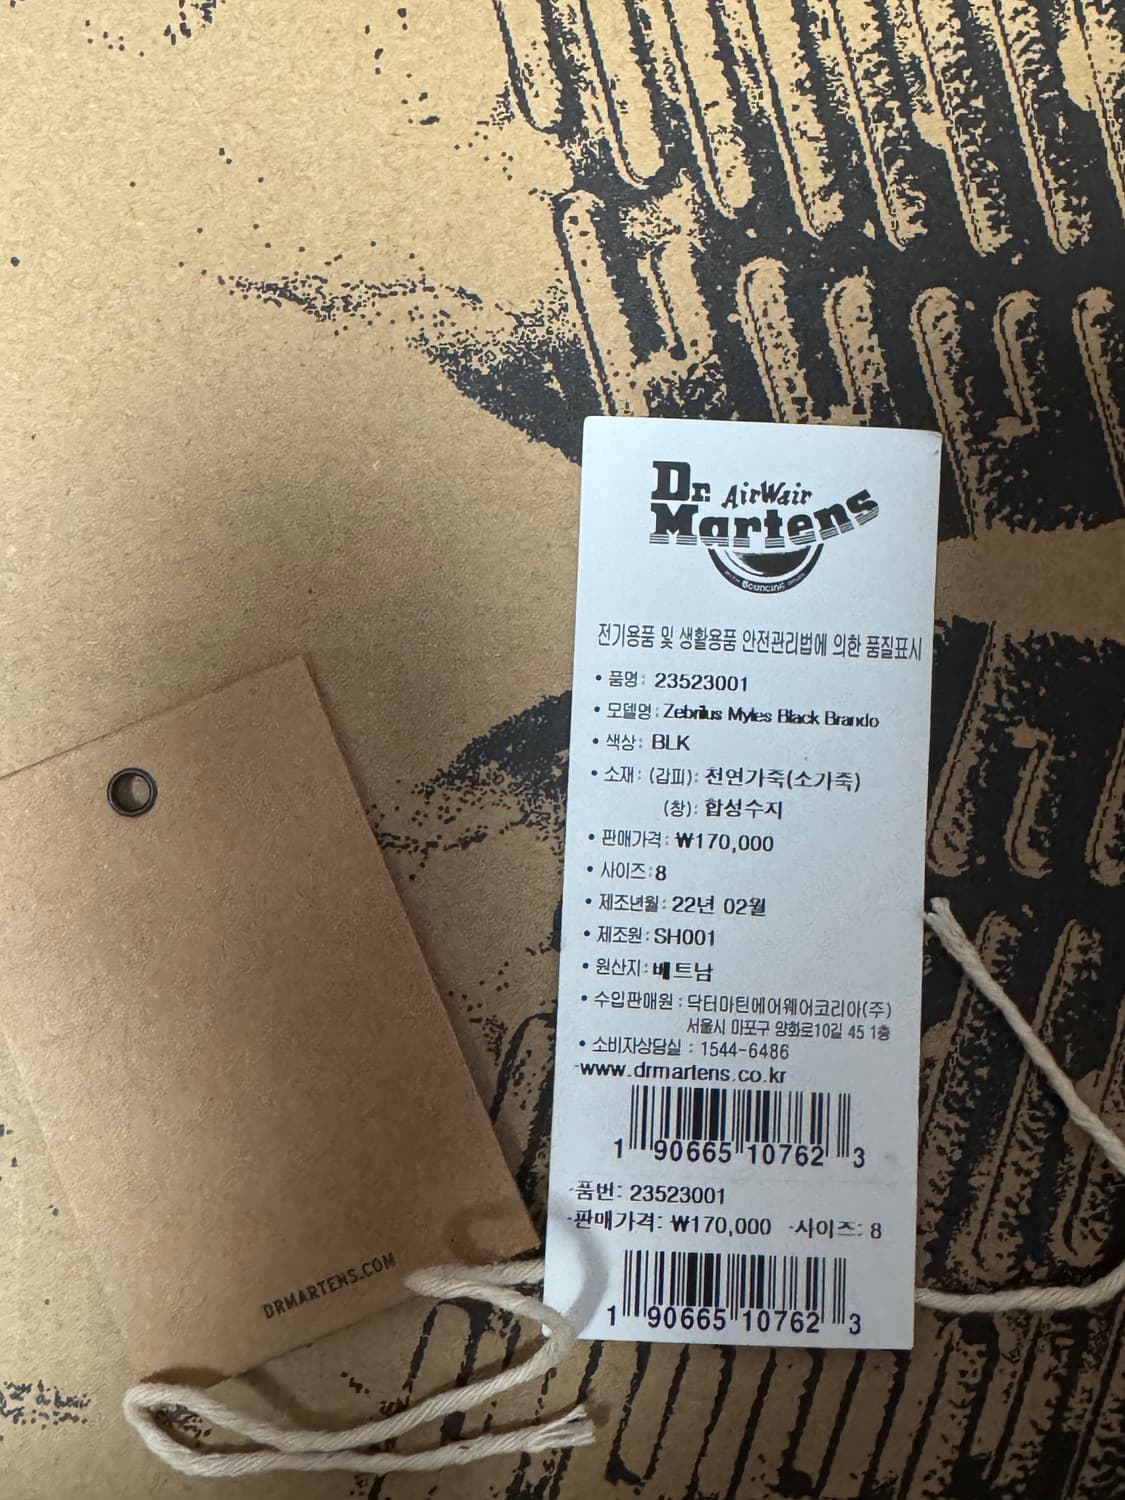 Dr. Martens
AirWair
WITH Bouncing SOLES
전기용품 및 생활용품 안전관리법에 의한 품질표시
• 품명: 23523001
• 모델명: Zebrilus Myles Black Brando
• 색상: BLK
• 소재: (갑피): 천연가죽(소가죽)
(창): 합성수지
• 판매가격: ₩170,000
• 사이즈: 8
• 제조년월: 22년 02월
• 제조원: SH001
• 원산지: 베트남
• 수입판매원: 닥터마틴에어웨어코리아(주)
서울시 마포구 양화로10길 45 1층
• 소비자상담실 : 1544-6486
-www.drmartens.co.kr
1 90665 10762 3
-품번: 23523001
-판매가격: ₩170,000 -사이즈: 8
1 90665 10762 3
DRMARTENS.COM